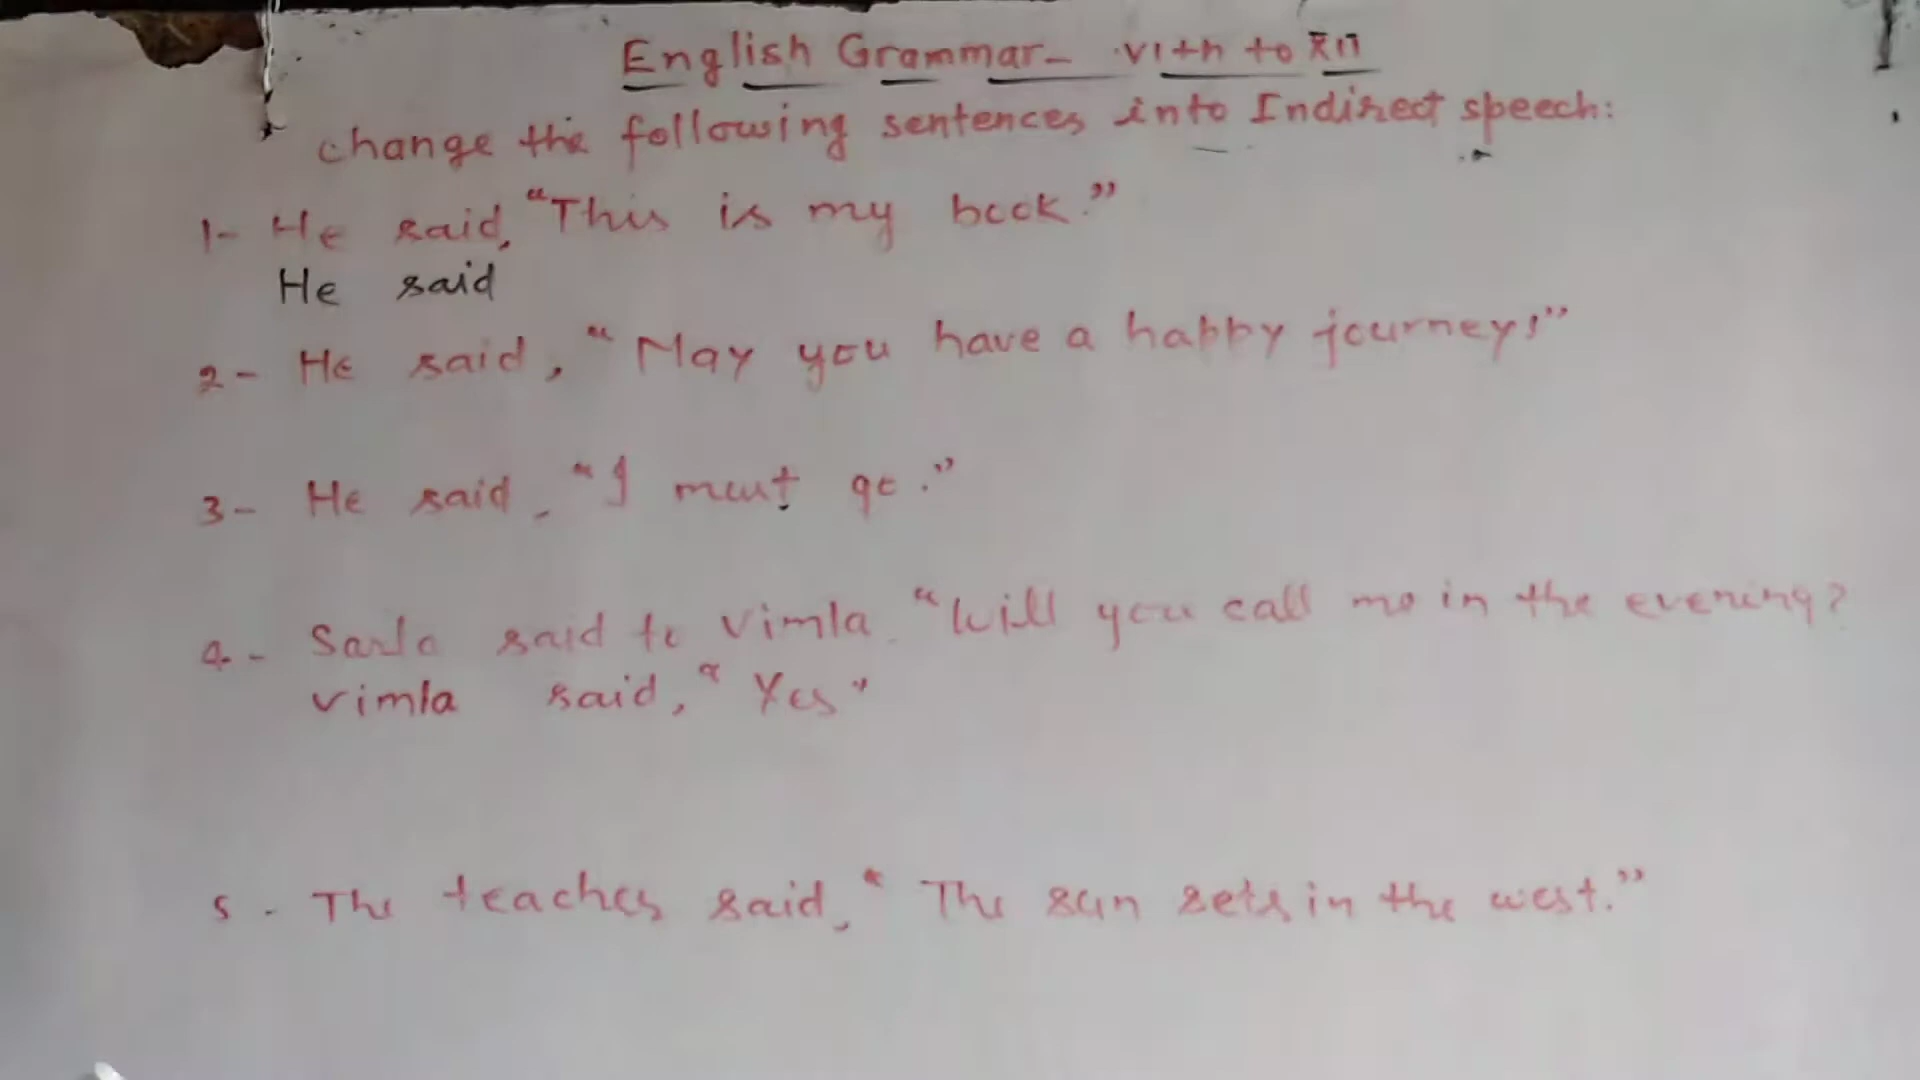 English Grammar- VIth to XII
change the following sentences into Indirect speech:
1- He said, "This is my book."
He said
2- He said, "May you have a happy journey!"
3- He said, "I must go."
4- Sarla said to Vimla "Will you call me in the evening?
vimla said, "Yes"
5- The teacher said, "The sun sets in the west."